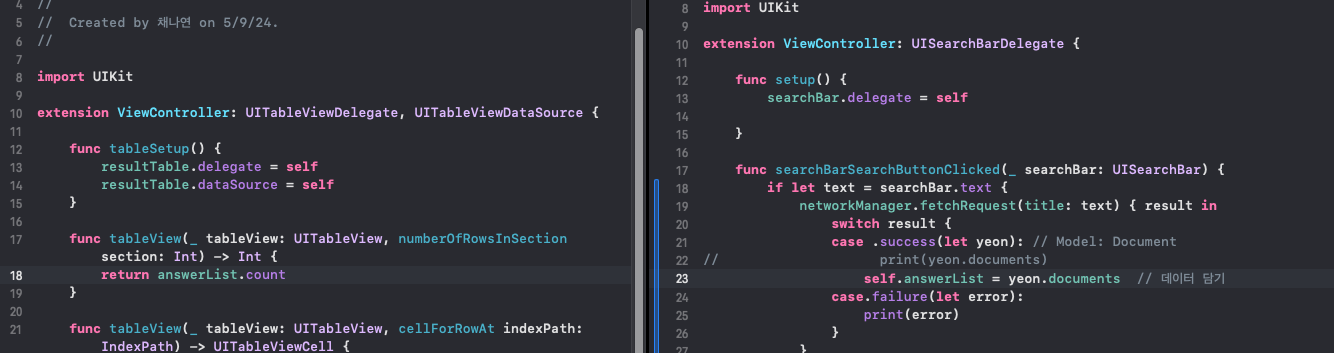 4 //
5 //  Created by 채나연 on 5/9/24.
6 //
7
8 import UIKit
9
10 extension ViewController: UITableViewDelegate, UITableViewDataSource {
11
12     func tableSetup() {
13         resultTable.delegate = self
14         resultTable.dataSource = self
15     }
16
17     func tableView(_ tableView: UITableView, numberOfRowsInSection
        section: Int) -> Int {
18         return answerList.count
19     }
20
21     func tableView(_ tableView: UITableView, cellForRowAt indexPath:
        IndexPath) -> UITableViewCell {
8 import UIKit
9
10 extension ViewController: UISearchBarDelegate {
11
12     func setup() {
13         searchBar.delegate = self
14
15     }
16
17     func searchBarSearchButtonClicked(_ searchBar: UISearchBar) {
18         if let text = searchBar.text {
19             networkManager.fetchRequest(title: text) { result in
20                 switch result {
21                 case .success(let yeon): // Model: Document
22 //                    print(yeon.documents)
23                     self.answerList = yeon.documents  // 데이터 담기
24                 case.failure(let error):
25                     print(error)
26                 }
27             }